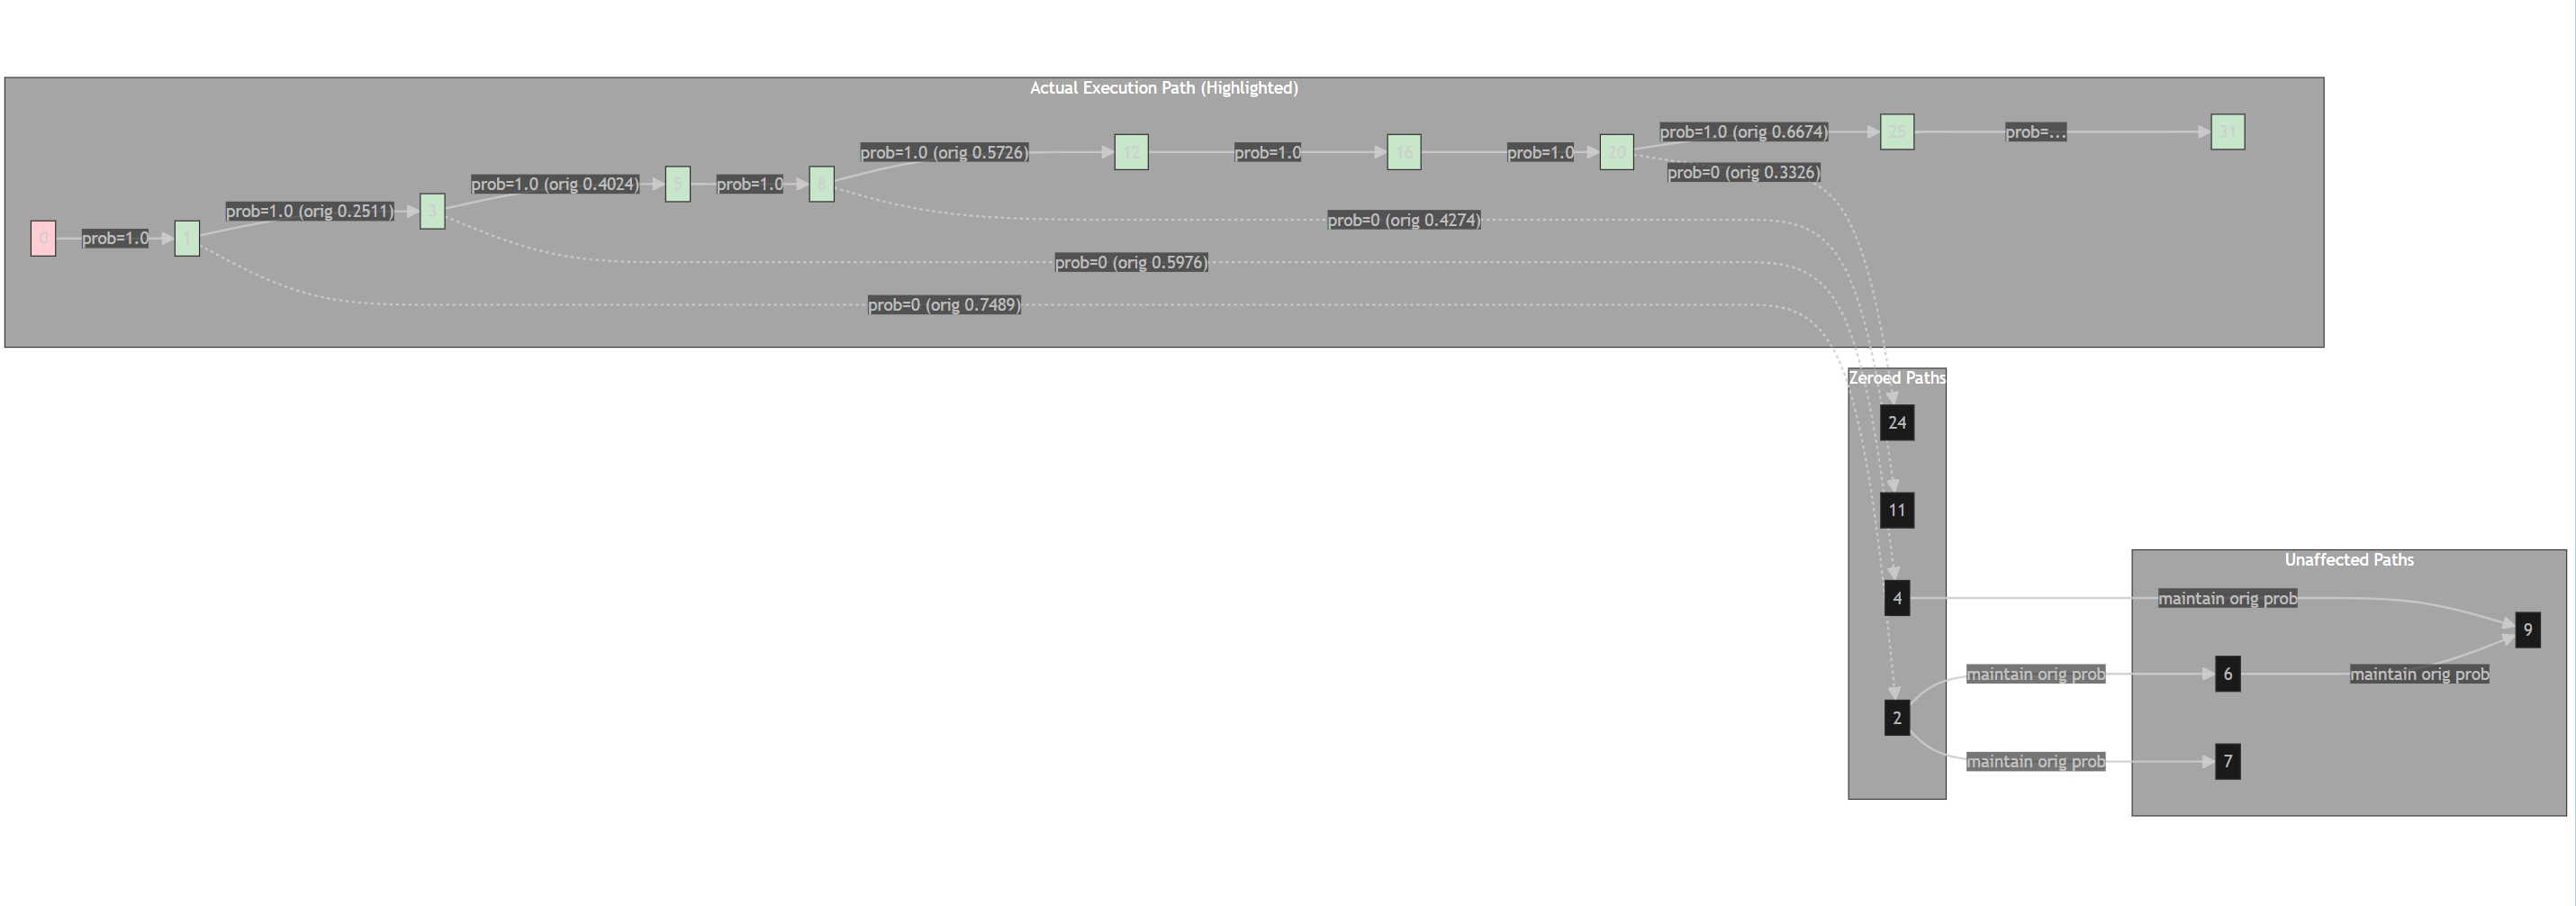 Actual Execution Path (Highlighted)
0
prob=1.0
1
prob=1.0 (orig 0.2511)
3
prob=1.0 (orig 0.4024)
5
prob=1.0
8
prob=1.0 (orig 0.5726)
12
prob=1.0
16
prob=1.0
20
prob=1.0 (orig 0.6674)
25
prob=...
31
prob=0 (orig 0.3326)
prob=0 (orig 0.4274)
prob=0 (orig 0.5976)
prob=0 (orig 0.7489)
Zeroed Paths
24
11
4
2
Unaffected Paths
maintain orig prob
9
maintain orig prob
6
maintain orig prob
maintain orig prob
7